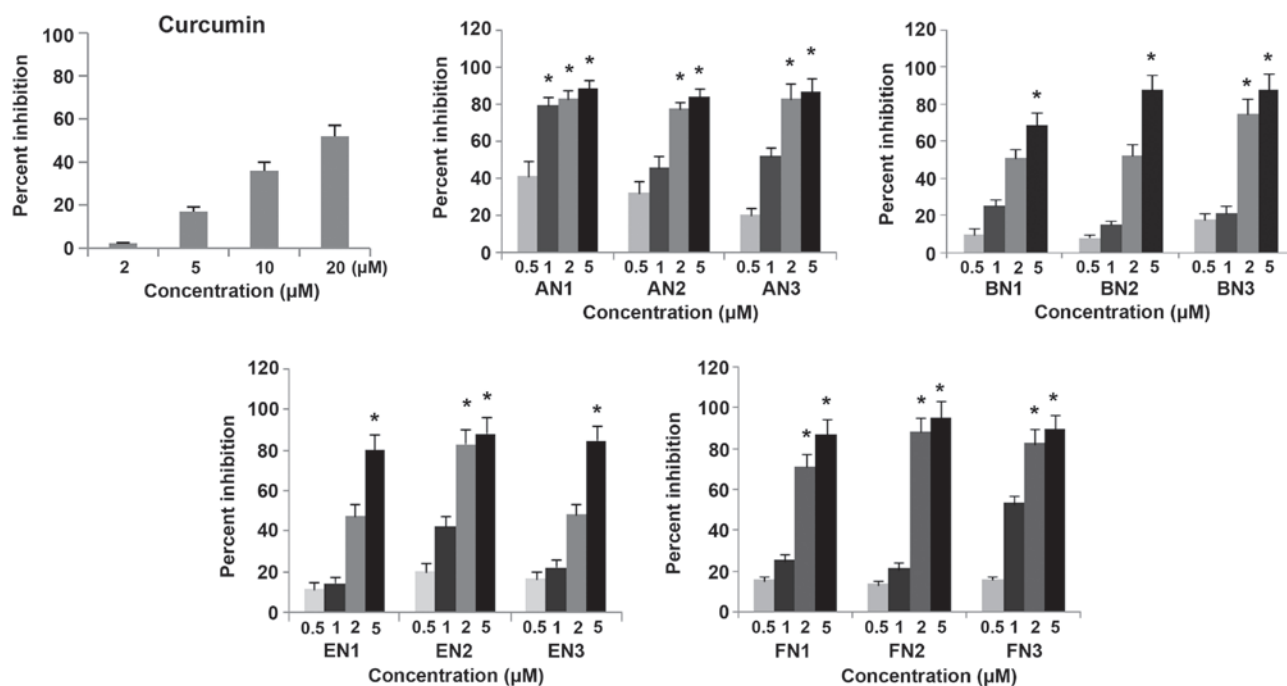 Curcumin
Percent inhibition
100
80
60
40
20
0
2 5 10 20 (μM)
Concentration (μM)
Percent inhibition
120
100
80
60
40
20
0
* * * * * * *
0.5 1 2 5 0.5 1 2 5 0.5 1 2 5
AN1 AN2 AN3
Concentration (μM)
Percent inhibition
120
100
80
60
40
20
0
* * * *
0.5 1 2 5 0.5 1 2 5 0.5 1 2 5
BN1 BN2 BN3
Concentration (μM)
Percent inhibition
120
100
80
60
40
20
0
* * * *
0.5 1 2 5 0.5 1 2 5 0.5 1 2 5
EN1 EN2 EN3
Concentration (μM)
Percent inhibition
120
100
80
60
40
20
0
* * * * * *
0.5 1 2 5 0.5 1 2 5 0.5 1 2 5
FN1 FN2 FN3
Concentration (μM)